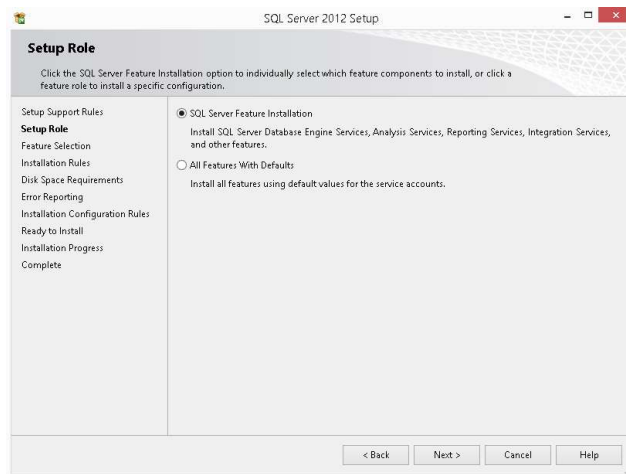 SQL Server 2012 Setup
Setup Role
Click the SQL Server Feature Installation option to individually select which feature components to install, or click a
feature role to install a specific configuration.
Setup Support Rules
Setup Role
Feature Selection
Installation Rules
Disk Space Requirements
Error Reporting
Installation Configuration Rules
Ready to Install
Installation Progress
Complete
SQL Server Feature Installation
Install SQL Server Database Engine Services, Analysis Services, Reporting Services, Integration Services,
and other features.
All Features With Defaults
Install all features using default values for the service accounts.
< Back
Next >
Cancel
Help